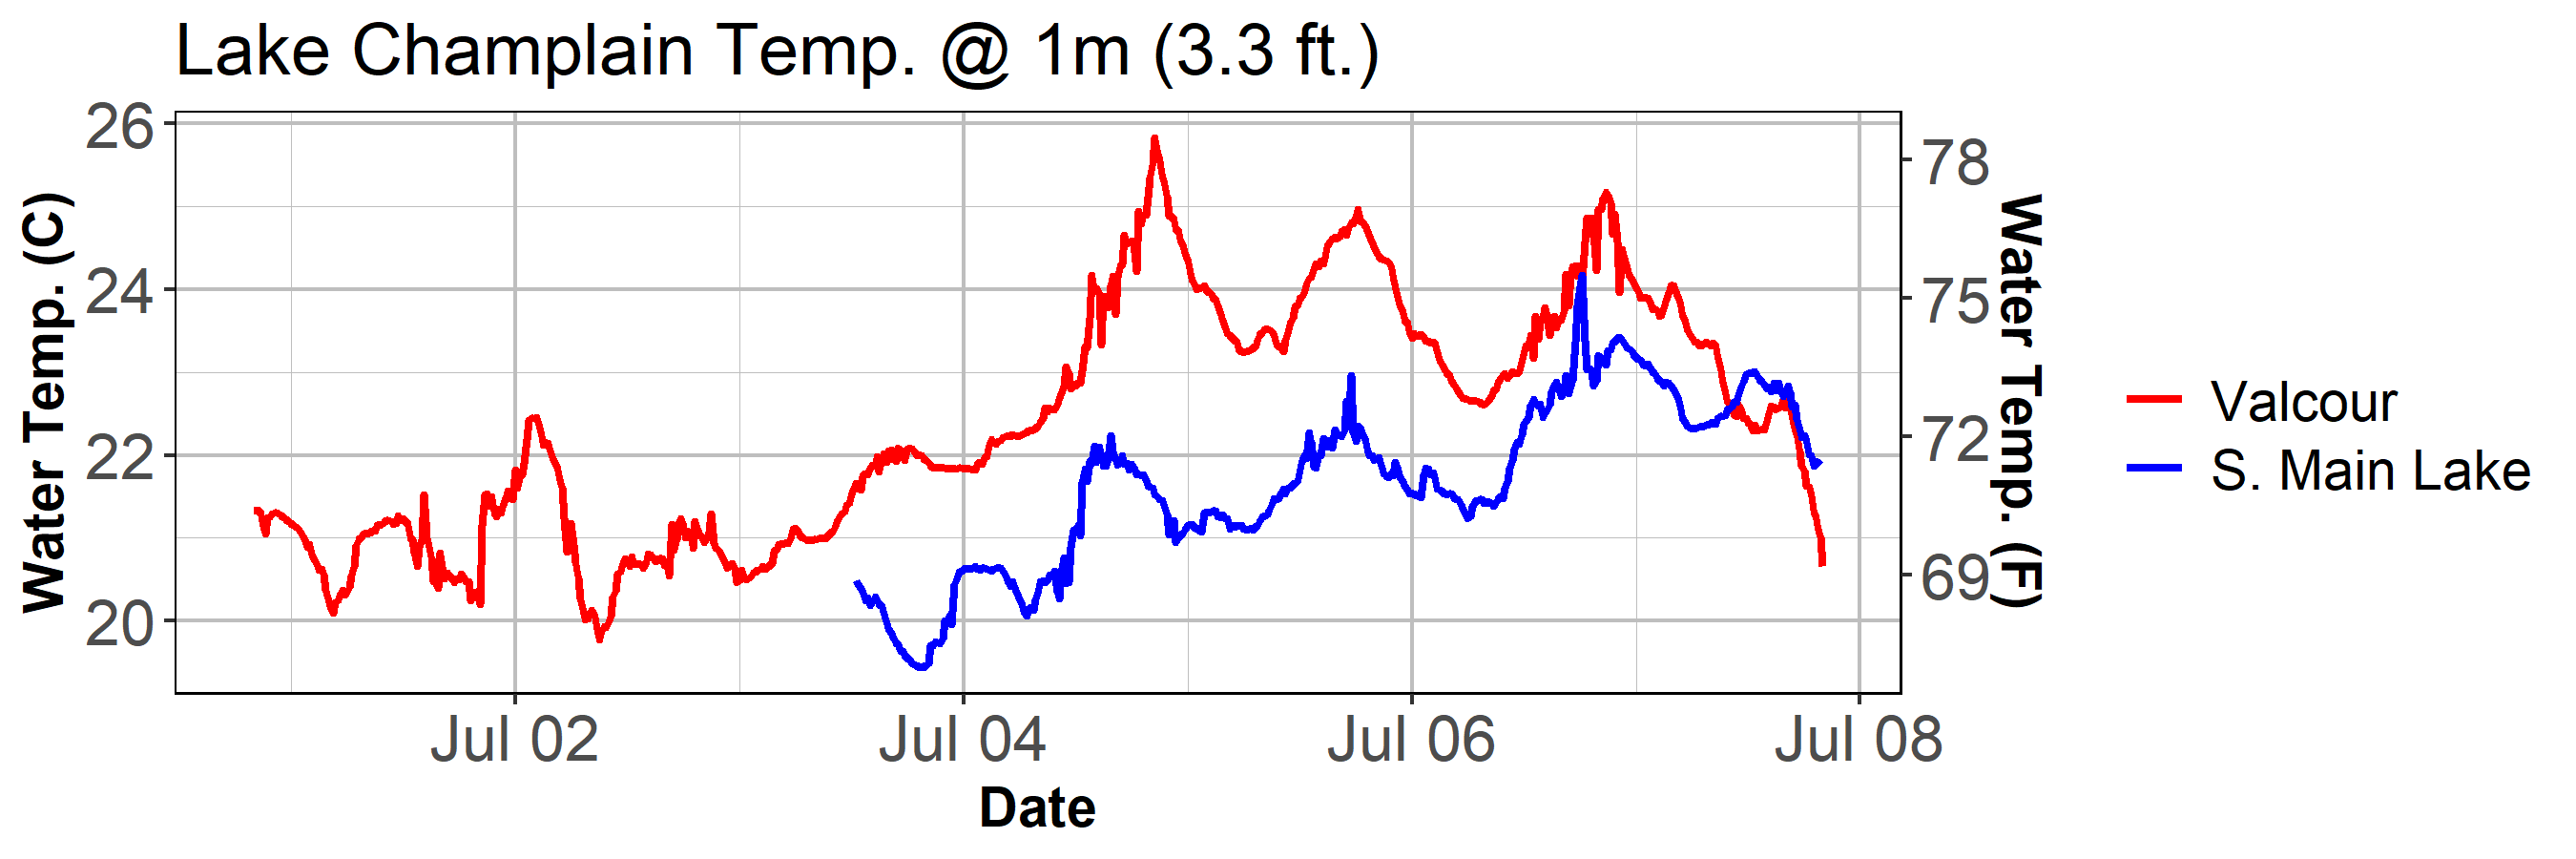 Lake Champlain Temp. @ 1m (3.3 ft.)
Water Temp. (C)
26
24
22
20
78
75
72
69
Water Temp. (F)
Jul 02
Jul 04
Jul 06
Jul 08
Date
Valcour
S. Main Lake